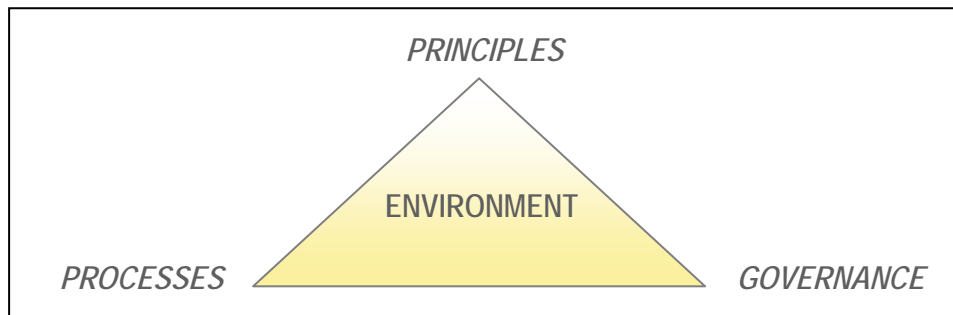 PRINCIPLES
ENVIRONMENT
PROCESSES
GOVERNANCE